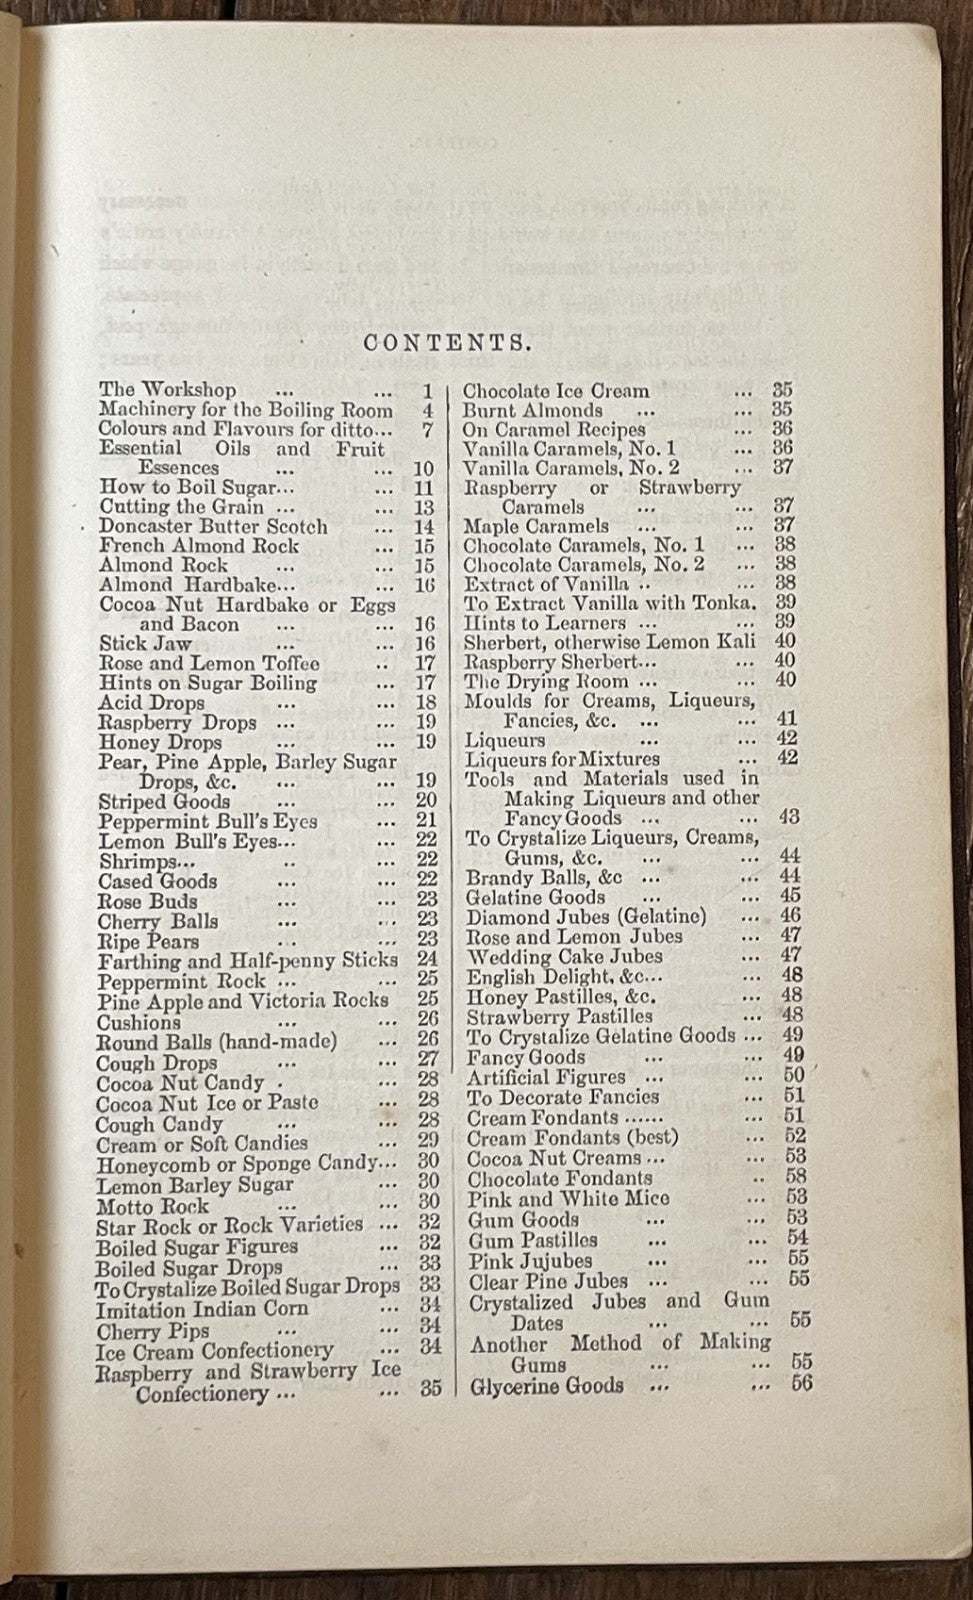 CONTENTS.
The Workshop ... ... 1
Machinery for the Boiling Room 4
Colours and Flavours for ditto... 7
Essential Oils and Fruit
Essences ... ... 10
How to Boil Sugar... ... 11
Cutting the Grain ... ... 13
Doncaster Butter Scotch ... 14
French Almond Rock ... 15
Almond Rock ... ... 15
Almond Hardbake... ... 16
Cocoa Nut Hardbake or Eggs
and Bacon ... ... 16
Stick Jaw ... ... 16
Rose and Lemon Toffee .. 17
Hints on Sugar Boiling ... 17
Acid Drops ... ... 18
Raspberry Drops ... ... 19
Honey Drops ... ... 19
Pear, Pine Apple, Barley Sugar
Drops, &c. ... ... 19
Striped Goods ... ... 20
Peppermint Bull's Eyes ... 21
Lemon Bull's Eyes... ... 22
Shrimps... .. ... 22
Cased Goods ... ... 22
Rose Buds ... ... 23
Cherry Balls ... ... 23
Ripe Pears ... ... 23
Farthing and Half-penny Sticks 24
Peppermint Rock ... ... 25
Pine Apple and Victoria Rocks 25
Cushions ... ... 26
Round Balls (hand-made) ... 26
Cough Drops ... ... 27
Cocoa Nut Candy . ... 28
Cocoa Nut Ice or Paste ... 28
Cough Candy ... ... 28
Cream or Soft Candies ... 29
Honeycomb or Sponge Candy... 30
Lemon Barley Sugar ... 30
Motto Rock ... ... 30
Star Rock or Rock Varieties ... 32
Boiled Sugar Figures ... 32
Boiled Sugar Drops ... 33
To Crystalize Boiled Sugar Drops 33
Imitation Indian Corn ... 34
Cherry Pips ... ... 34
Ice Cream Confectionery ... 34
Raspberry and Strawberry Ice
Confectionery ... ... 35
Chocolate Ice Cream ... 35
Burnt Almonds ... ... 35
On Caramel Recipes ... 36
Vanilla Caramels, No. 1 ... 36
Vanilla Caramels, No. 2 ... 37
Raspberry or Strawberry
Caramels ... ... 37
Maple Caramels ... ... 37
Chocolate Caramels, No. 1 ... 38
Chocolate Caramels, No. 2 ... 38
Extract of Vanilla .. ... 38
To Extract Vanilla with Tonka. 39
Hints to Learners ... ... 39
Sherbert, otherwise Lemon Kali 40
Raspberry Sherbert... ... 40
The Drying Room ... ... 40
Moulds for Creams, Liqueurs,
Fancies, &c. ... ... 41
Liqueurs ... ... 42
Liqueurs for Mixtures ... 42
Tools and Materials used in
Making Liqueurs and other
Fancy Goods ... ... 43
To Crystalize Liqueurs, Creams,
Gums, &c. ... ... 44
Brandy Balls, &c ... ... 44
Gelatine Goods ... ... 45
Diamond Jubes (Gelatine) ... 46
Rose and Lemon Jubes ... 47
Wedding Cake Jubes ... 47
English Delight, &c... ... 48
Honey Pastilles, &c. ... 48
Strawberry Pastilles ... 48
To Crystalize Gelatine Goods ... 49
Fancy Goods ... ... 49
Artificial Figures ... ... 50
To Decorate Fancies ... 51
Cream Fondants ...... ... 51
Cream Fondants (best) ... 52
Cocoa Nut Creams ... ... 53
Chocolate Fondants .. 58
Pink and White Mice ... 53
Gum Goods ... ... 53
Gum Pastilles ... ... 54
Pink Jujubes ... ... 55
Clear Pine Jubes ... ... 55
Crystalized Jubes and Gum
Dates ... ... 55
Another Method of Making
Gums ... ... 55
Glycerine Goods ... ... 56